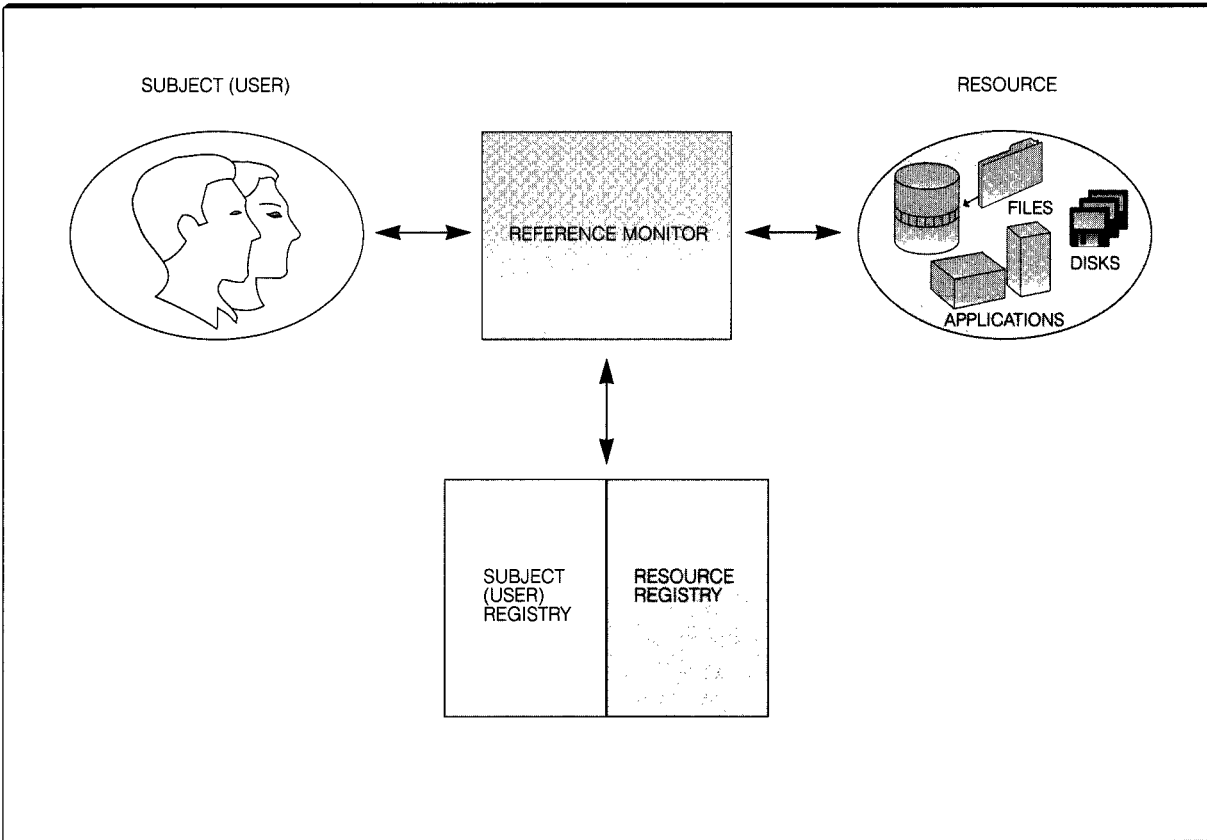 SUBJECT (USER)
RESOURCE
REFERENCE MONITOR
FILES
DISKS
APPLICATIONS
SUBJECT
(USER)
REGISTRY
RESOURCE
REGISTRY